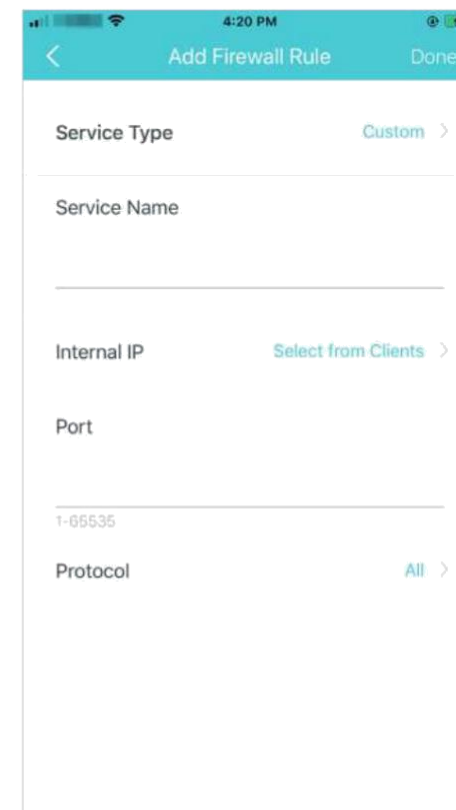 4:20 PM
Add Firewall Rule Done
Service Type Custom
Service Name
Internal IP Select from Clients
Port
1-65535
Protocol All